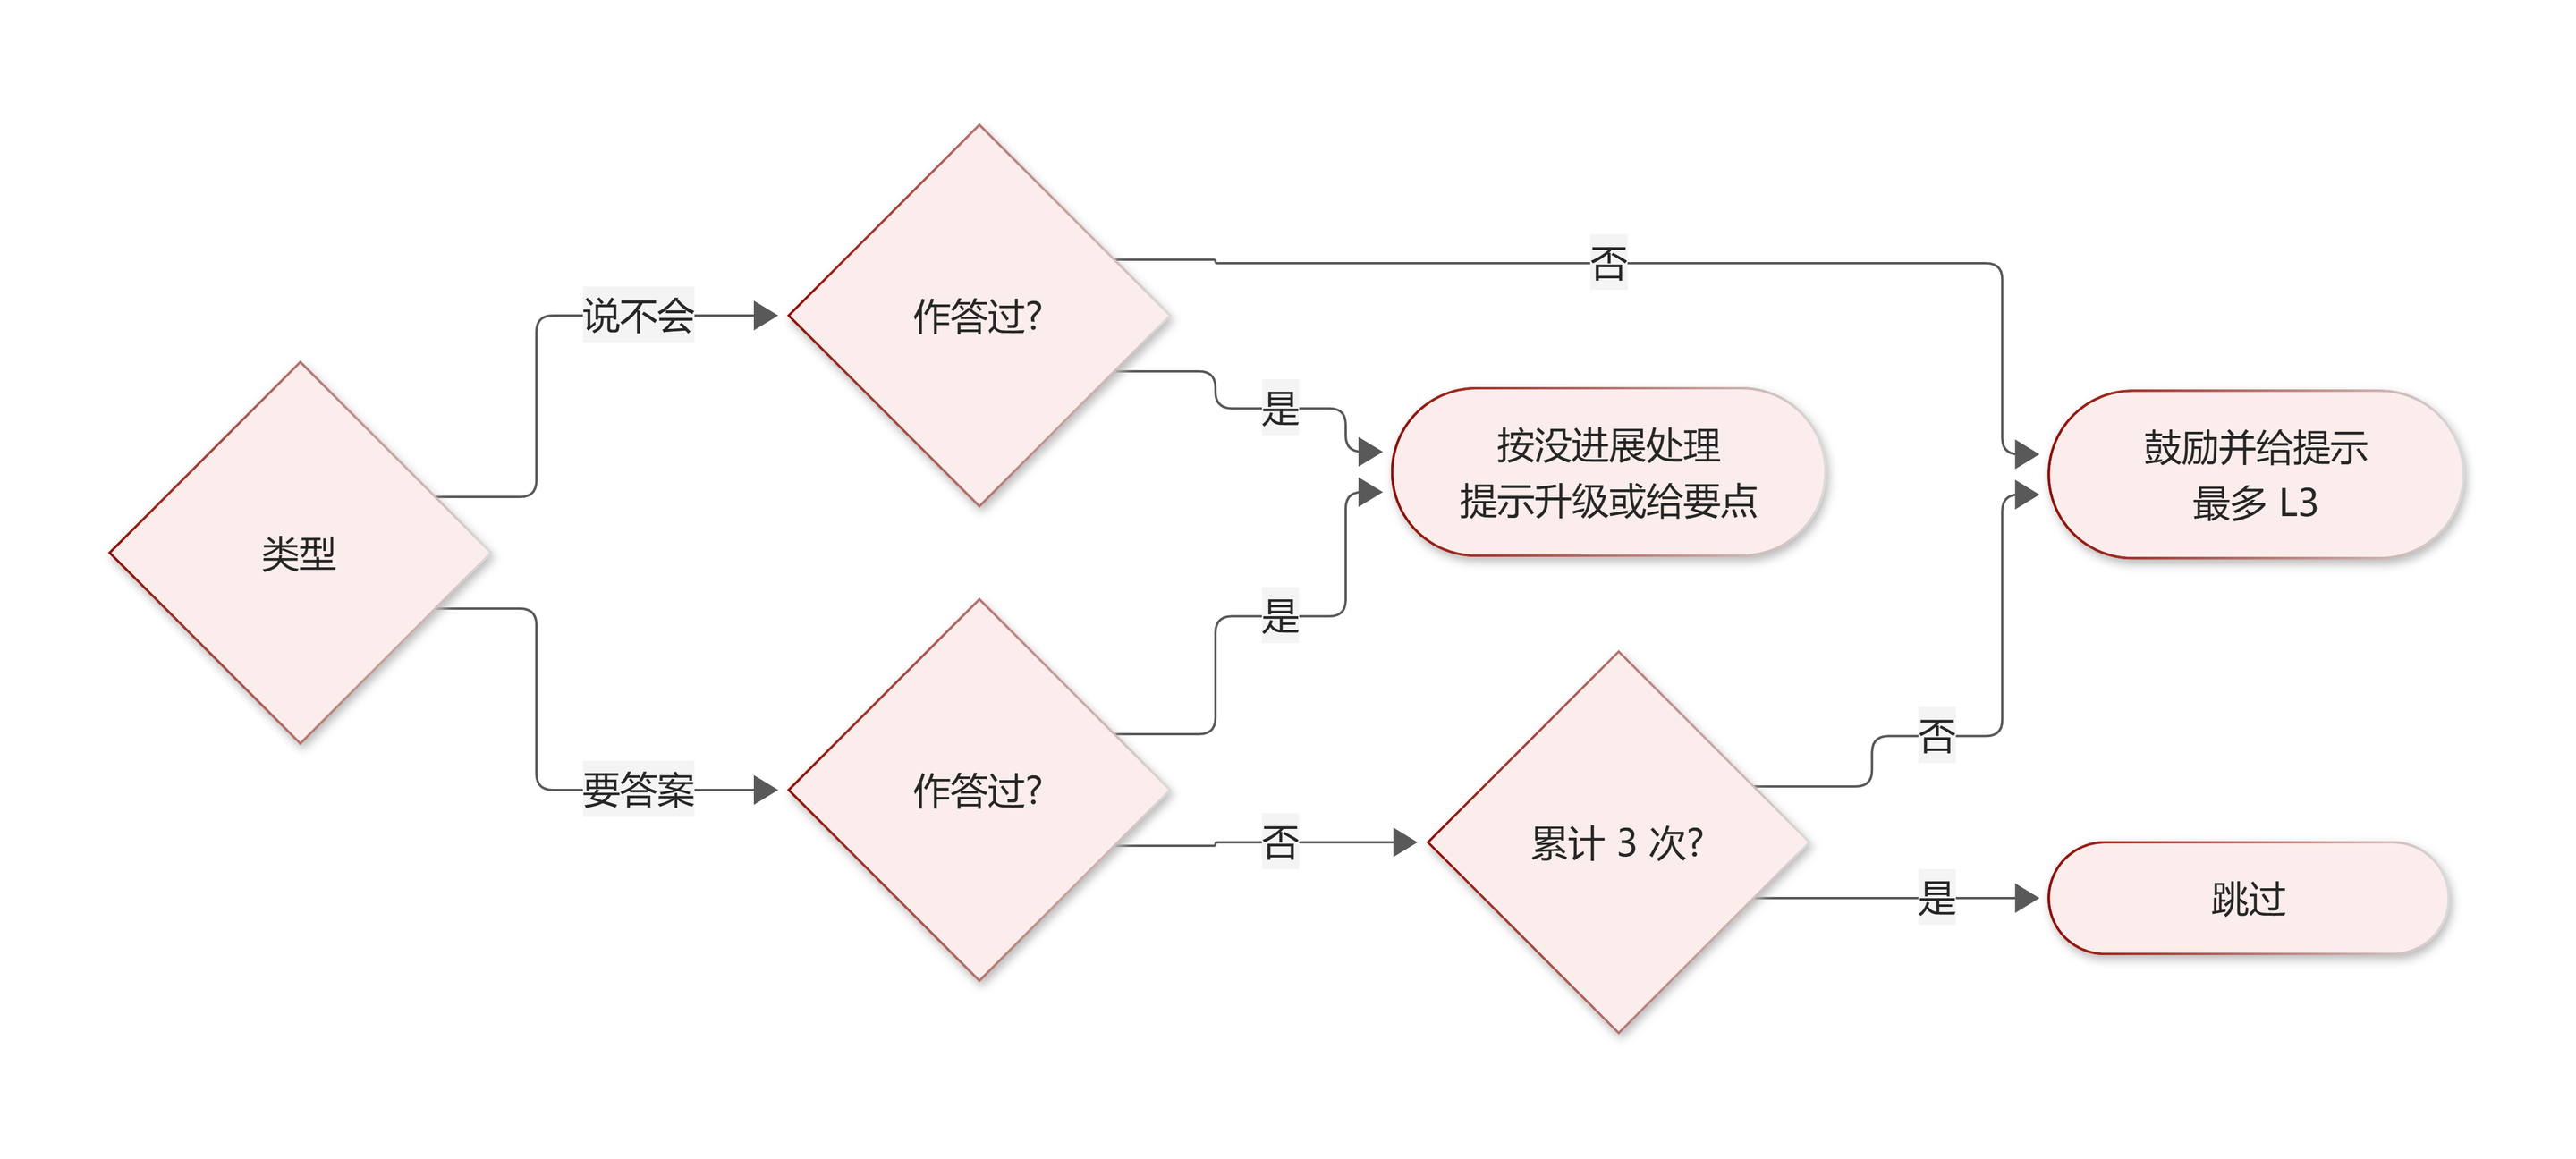 类型
说不会
要答案
作答过?
作答过?
否
是
是
否
按没进展处理
提示升级或给要点
累计 3 次?
否
是
鼓励并给提示
最多 L3
跳过